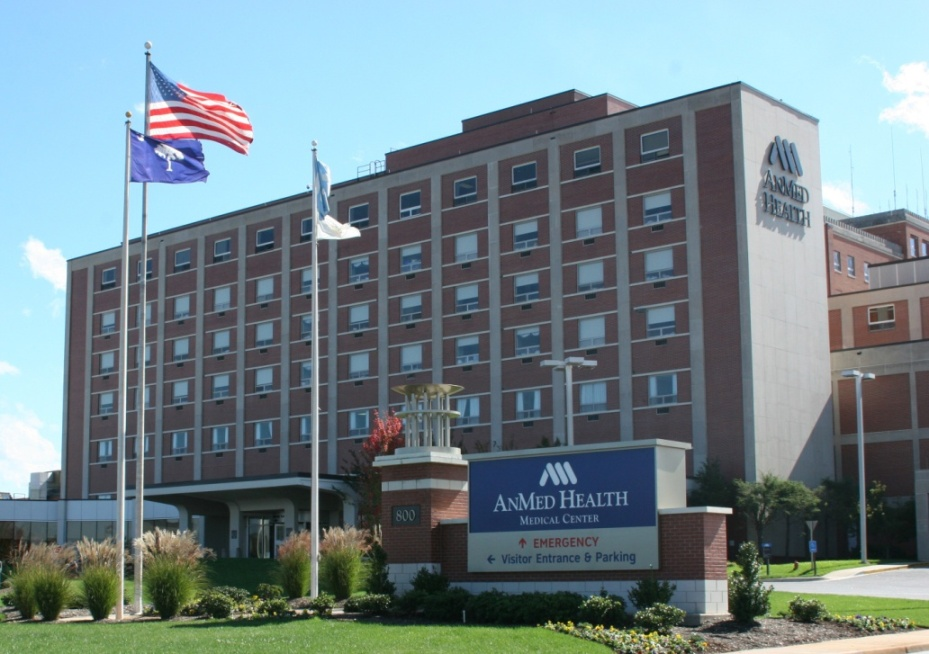 ANMED
HEALTH
800
ANMED HEALTH
MEDICAL CENTER
↑ EMERGENCY
← Visitor Entrance & Parking